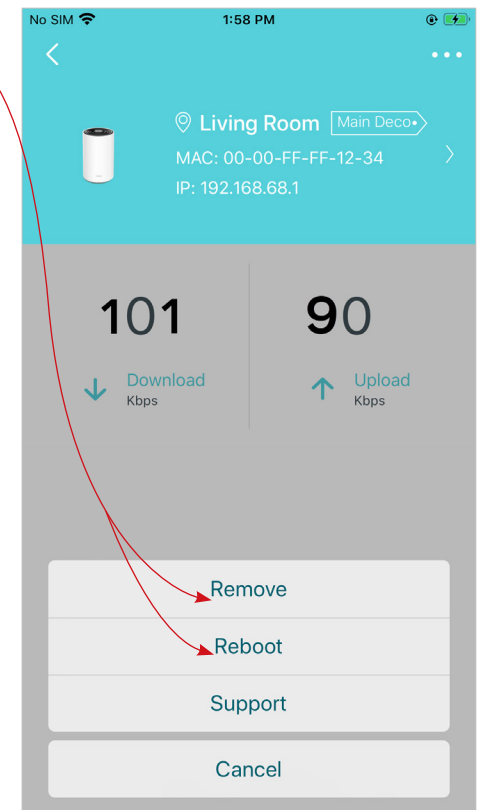 No SIM 1:58 PM
Living Room Main Deco
MAC: 00-00-FF-FF-12-34
IP: 192.168.68.1
101 90
Download Upload
Kbps Kbps
Remove
Reboot
Support
Cancel